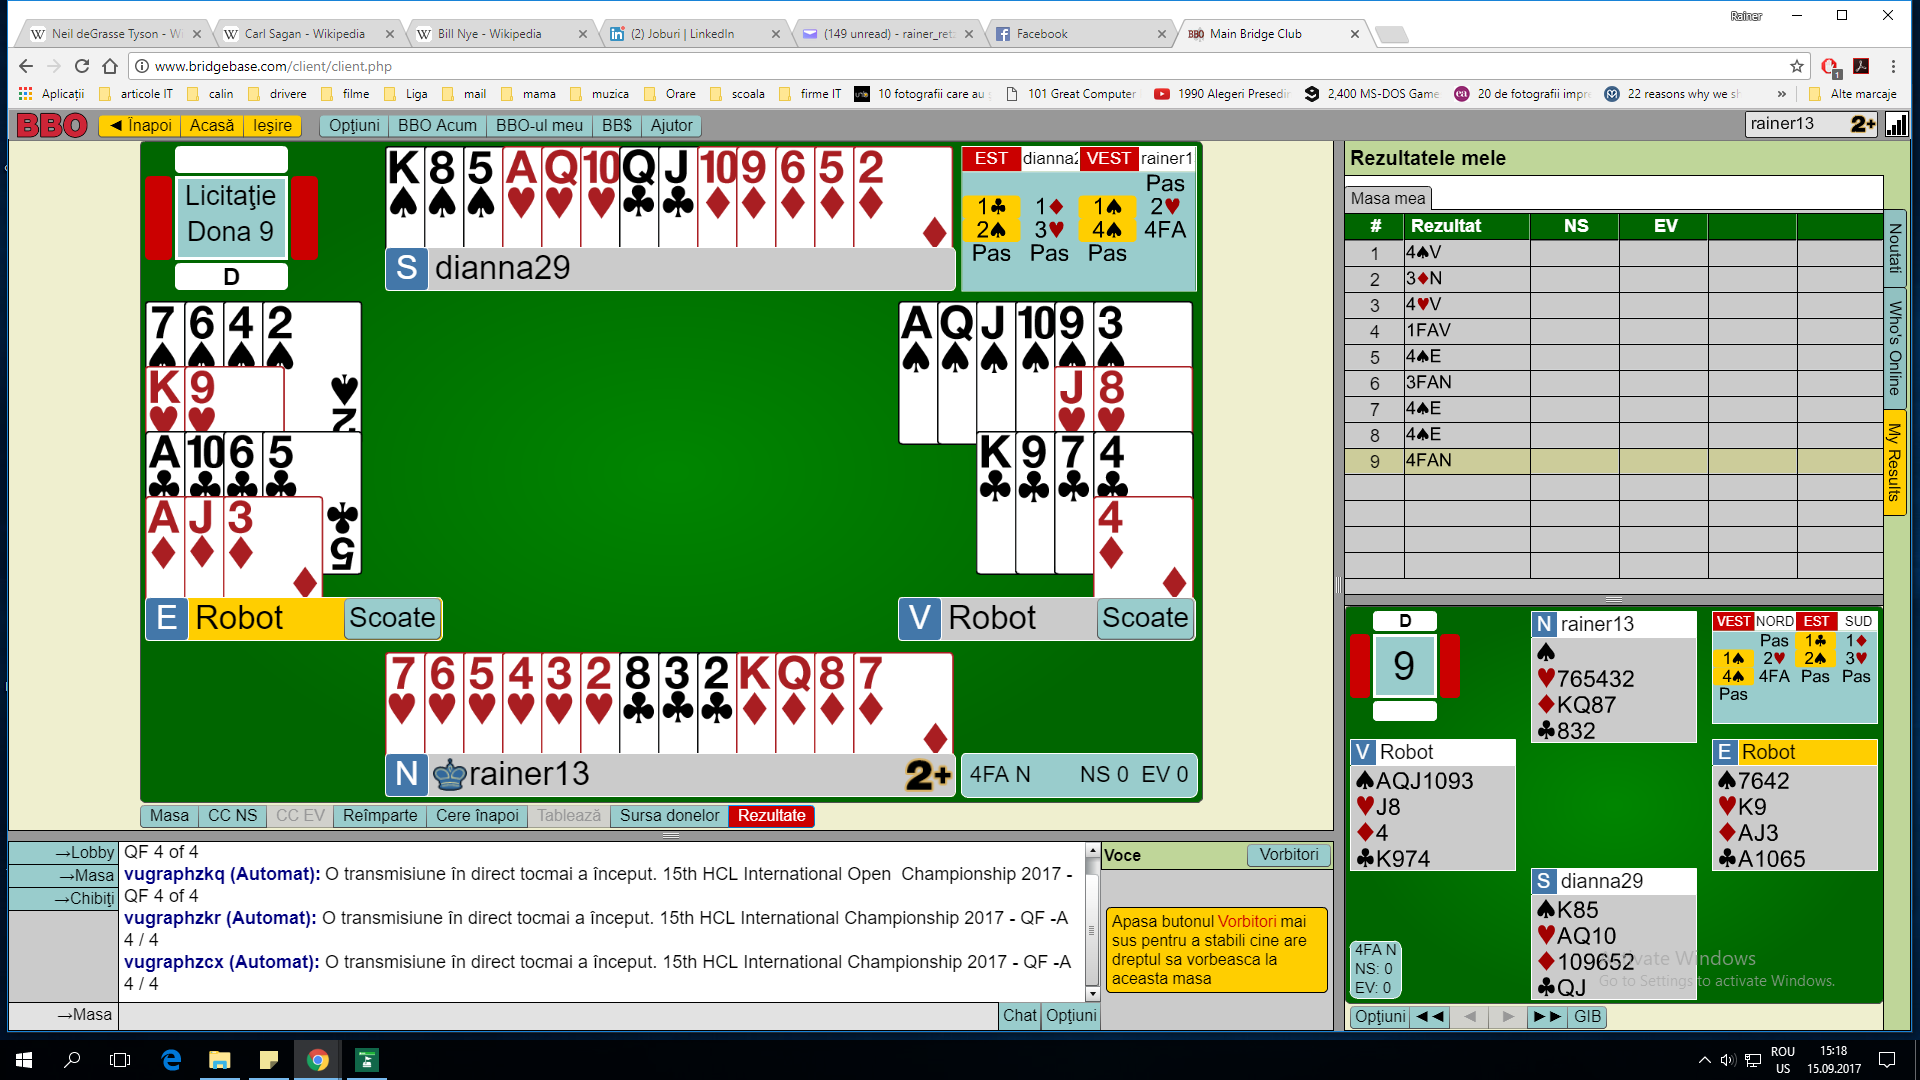 Rainer
Neil deGrasse Tyson - W
Carl Sagan - Wikipedia
Bill Nye - Wikipedia
(2) Joburi | LinkedIn
(149 unread) - rainer_ret
Facebook
Main Bridge Club
www.bridgebase.com/client/client.php
Aplicații articole IT calin drivere filme Liga mail mama muzica Orare scoala firme IT 10 fotografii care au 101 Great Computer 1990 Alegeri Preşedin 2,400 MS-DOS Game 20 de fotografii impr 22 reasons why we sh » Alte marcaje
BBO ◄ Înapoi Acasă Ieşire Opţiuni BBO Acum BBO-ul meu BB$ Ajutor rainer13 2+
Licitaţie
Dona 9
D
K 8 5 A Q 10 Q J 10 9 6 5 2
S dianna29
EST dianna2 VEST rainer1
Pas
1♣ 1♦ 1♠ 2♥
2♠ 3♥ 4♠ 4FA
Pas Pas Pas
7 6 4 2
K 9
A 10 6 5
A J 3
2
5
E Robot Scoate
A Q J 10 9 3
J 8
K 9 7 4
4
V Robot Scoate
7 6 5 4 3 2 8 3 2 K Q 8 7
N rainer13 2+
4FA N NS 0 EV 0
Masa CC NS CC EV Reîmparte Cere înapoi Tablează Sursa donelor Rezultate
→Lobby
→Masa
→Chibiţi
QF 4 of 4
vugraphzkq (Automat): O transmisiune în direct tocmai a început. 15th HCL International Open Championship 2017 -
QF 4 of 4
vugraphzkr (Automat): O transmisiune în direct tocmai a început. 15th HCL International Championship 2017 - QF -A
4 / 4
vugraphzcx (Automat): O transmisiune în direct tocmai a început. 15th HCL International Championship 2017 - QF -A
4 / 4
→Masa Chat Opţiuni
Voce Vorbitori
Apasa butonul Vorbitori mai
sus pentru a stabili cine are
dreptul sa vorbeasca la
aceasta masa
Rezultatele mele
Masa mea
# Rezultat NS EV
1 4♠V
2 3♦N
3 4♥V
4 1FAV
5 4♠E
6 3FAN
7 4♠E
8 4♠E
9 4FAN
Noutati
Who's Online
My Results
D
9
N rainer13
♠
♥765432
♦KQ87
♣832
VEST NORD EST SUD
Pas 1♣ 1♦
1♠ 2♥ 2♠ 3♥
4♠ 4FA Pas Pas
Pas
V Robot
♠AQJ1093
♥J8
♦4
♣K974
E Robot
♠7642
♥K9
♦AJ3
♣A1065
S dianna29
♠K85
♥AQ10
♦109652
♣QJ
4FA N
NS: 0
EV: 0
Activate Windows
Go to Settings to activate Windows.
Opţiuni ◄◄ ◄ ► ►► GIB
ROU
US
15:18
15.09.2017